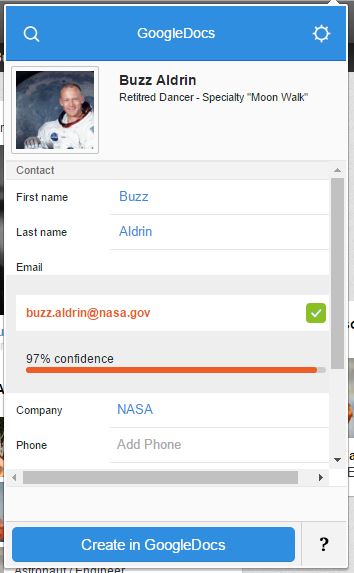 GoogleDocs
Buzz Aldrin
Retitred Dancer - Specialty "Moon Walk"
Contact
First name Buzz
Last name Aldrin
Email
buzz.aldrin@nasa.gov
97% confidence
Company NASA
Phone Add Phone
Create in GoogleDocs ?
Astronaut / Engineer